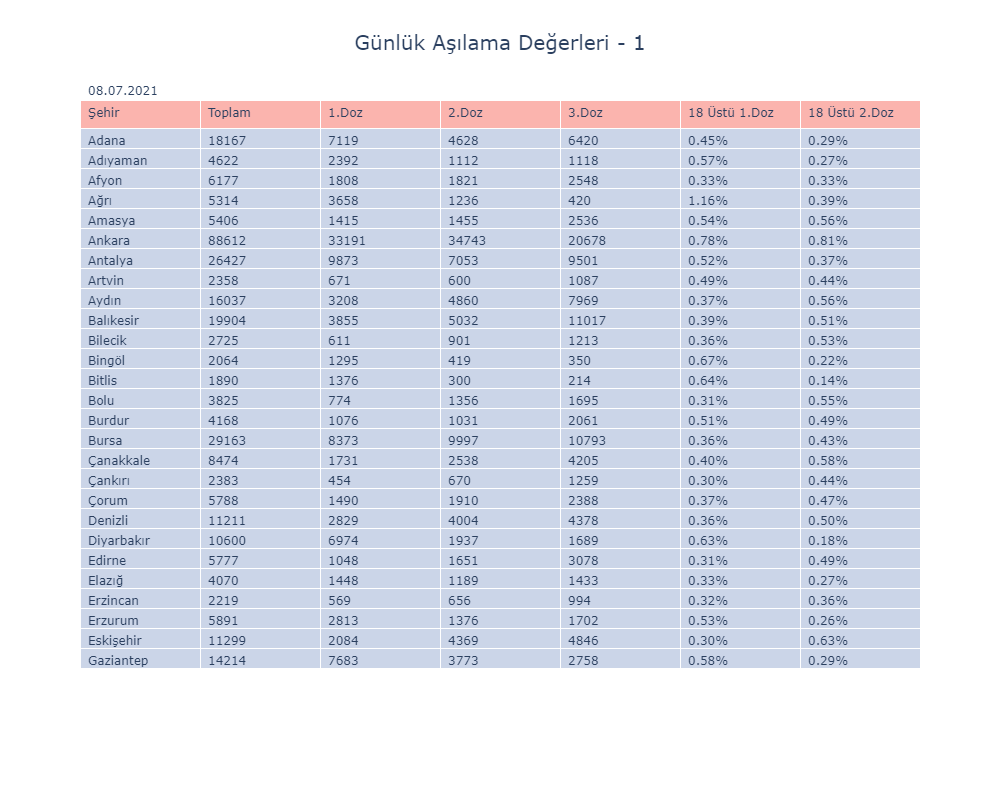 Günlük Aşılama Değerleri - 1
08.07.2021
Şehir Toplam 1.Doz 2.Doz 3.Doz 18 Üstü 1.Doz 18 Üstü 2.Doz
Adana 18167 7119 4628 6420 0.45% 0.29%
Adıyaman 4622 2392 1112 1118 0.57% 0.27%
Afyon 6177 1808 1821 2548 0.33% 0.33%
Ağrı 5314 3658 1236 420 1.16% 0.39%
Amasya 5406 1415 1455 2536 0.54% 0.56%
Ankara 88612 33191 34743 20678 0.78% 0.81%
Antalya 26427 9873 7053 9501 0.52% 0.37%
Artvin 2358 671 600 1087 0.49% 0.44%
Aydın 16037 3208 4860 7969 0.37% 0.56%
Balıkesir 19904 3855 5032 11017 0.39% 0.51%
Bilecik 2725 611 901 1213 0.36% 0.53%
Bingöl 2064 1295 419 350 0.67% 0.22%
Bitlis 1890 1376 300 214 0.64% 0.14%
Bolu 3825 774 1356 1695 0.31% 0.55%
Burdur 4168 1076 1031 2061 0.51% 0.49%
Bursa 29163 8373 9997 10793 0.36% 0.43%
Çanakkale 8474 1731 2538 4205 0.40% 0.58%
Çankırı 2383 454 670 1259 0.30% 0.44%
Çorum 5788 1490 1910 2388 0.37% 0.47%
Denizli 11211 2829 4004 4378 0.36% 0.50%
Diyarbakır 10600 6974 1937 1689 0.63% 0.18%
Edirne 5777 1048 1651 3078 0.31% 0.49%
Elazığ 4070 1448 1189 1433 0.33% 0.27%
Erzincan 2219 569 656 994 0.32% 0.36%
Erzurum 5891 2813 1376 1702 0.53% 0.26%
Eskişehir 11299 2084 4369 4846 0.30% 0.63%
Gaziantep 14214 7683 3773 2758 0.58% 0.29%